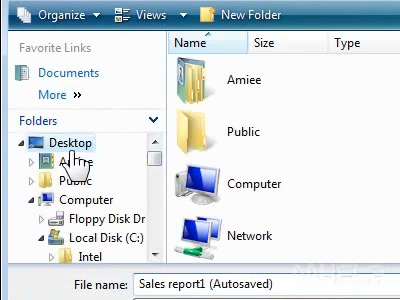 Organize Views New Folder
Favorite Links
Documents
More »
Folders
Desktop
Public
Computer
Floppy Disk Dr
Local Disk (C:)
Intel
Name Size Type
Amiee
Public
Computer
Network
File name: Sales report1 (Autosaved)